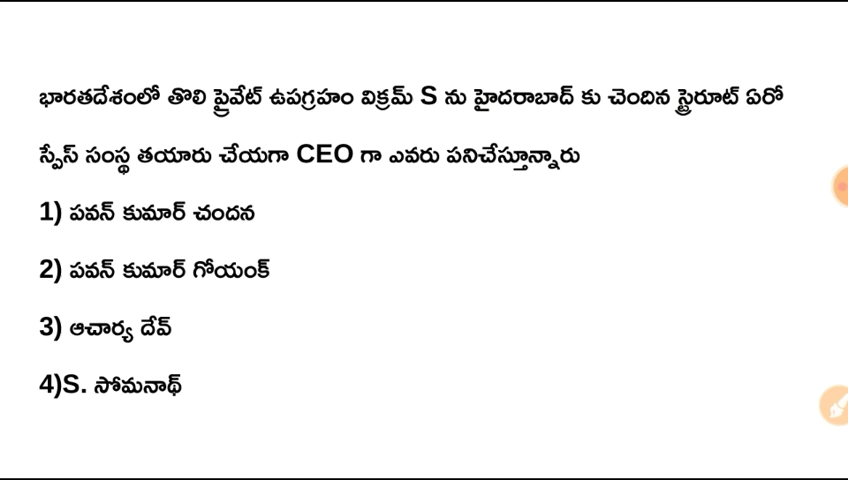 భారతదేశంలో తొలి ప్రైవేట్ ఉపగ్రహం విక్రమ్ S ను హైదరాబాద్ కు చెందిన స్టైరూట్ ఏరో
స్పేస్ సంస్థ తయారు చేయగా CEO గా ఎవరు పనిచేస్తూన్నారు
1) పవన్ కుమార్ చందన
2) పవన్ కుమార్ గోయంక్
3) ఆచార్య దేవ్
4)S. సోమనాథ్